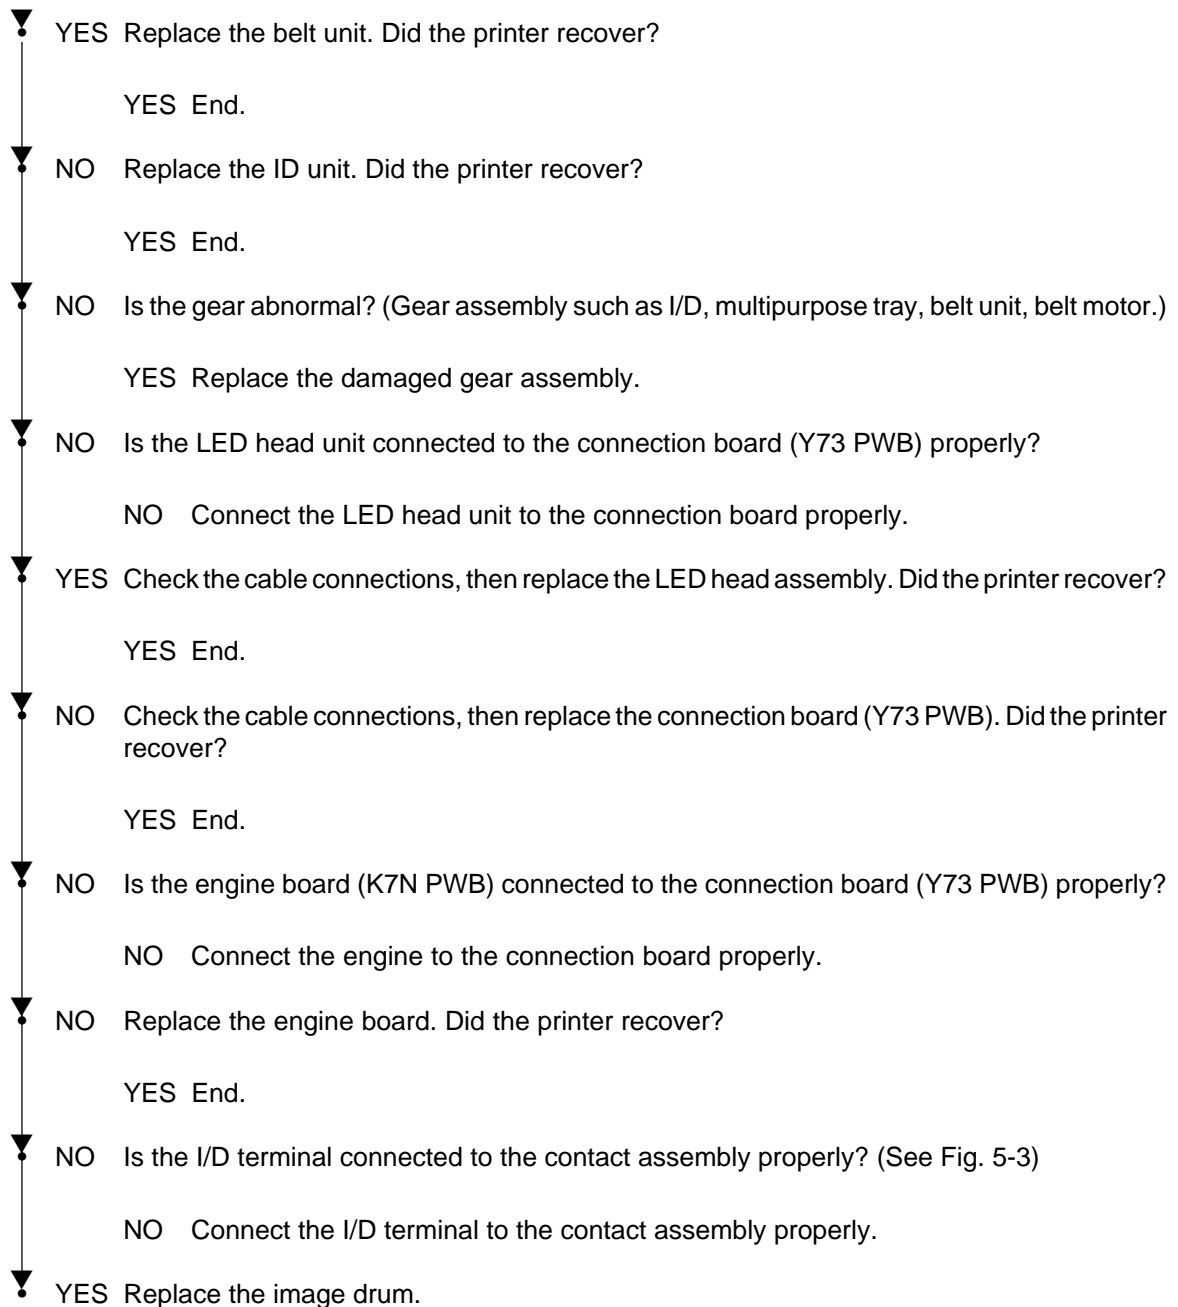 YES Replace the belt unit. Did the printer recover?
YES End.
NO Replace the ID unit. Did the printer recover?
YES End.
NO Is the gear abnormal? (Gear assembly such as I/D, multipurpose tray, belt unit, belt motor.)
YES Replace the damaged gear assembly.
NO Is the LED head unit connected to the connection board (Y73 PWB) properly?
NO Connect the LED head unit to the connection board properly.
YES Check the cable connections, then replace the LED head assembly. Did the printer recover?
YES End.
NO Check the cable connections, then replace the connection board (Y73 PWB). Did the printer
recover?
YES End.
NO Is the engine board (K7N PWB) connected to the connection board (Y73 PWB) properly?
NO Connect the engine to the connection board properly.
NO Replace the engine board. Did the printer recover?
YES End.
NO Is the I/D terminal connected to the contact assembly properly? (See Fig. 5-3)
NO Connect the I/D terminal to the contact assembly properly.
YES Replace the image drum.